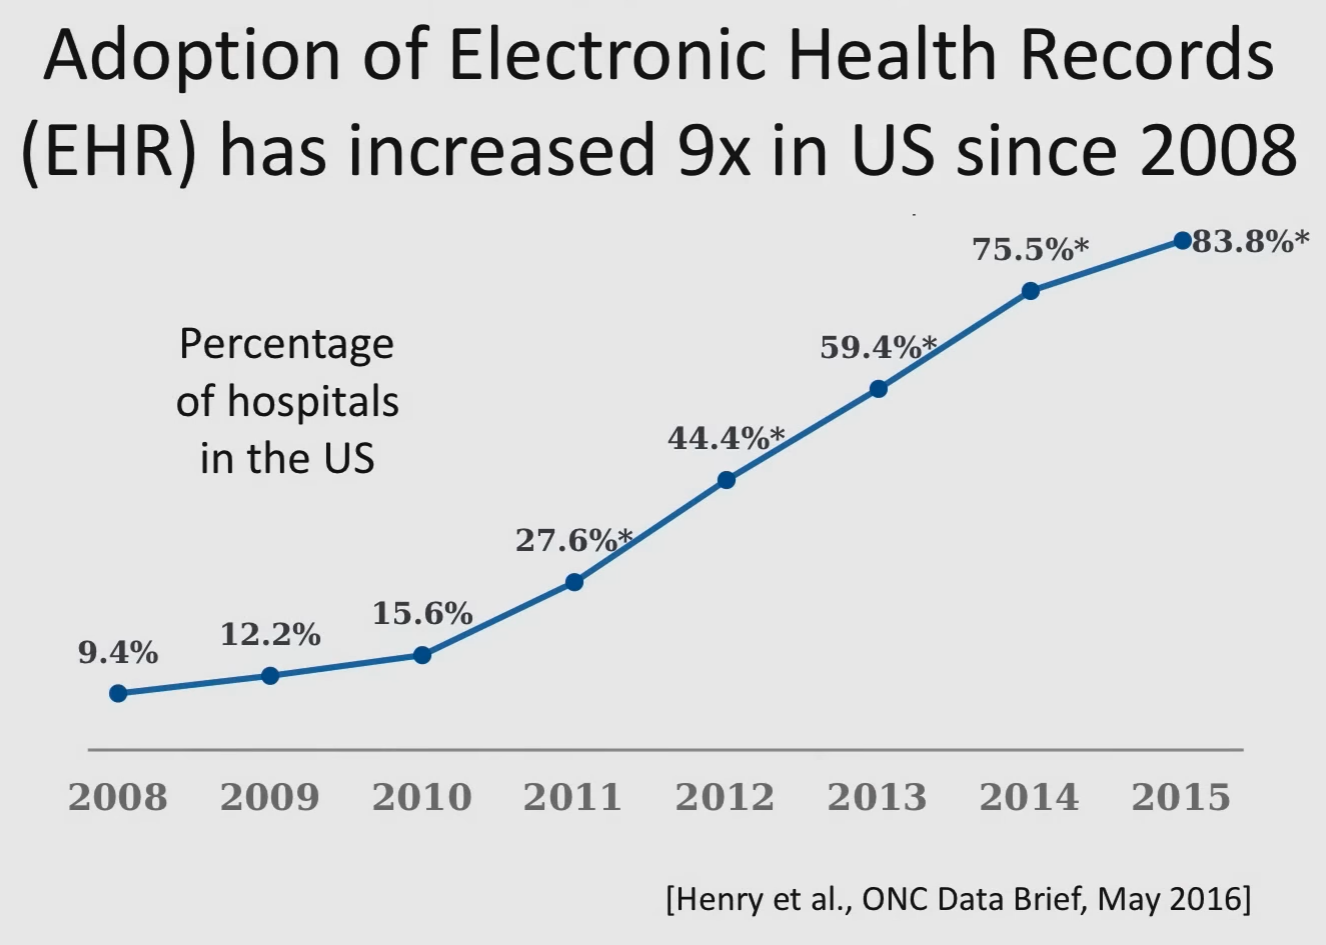 Adoption of Electronic Health Records
(EHR) has increased 9x in US since 2008
83.8%*
75.5%*
Percentage
of hospitals
in the US
59.4%*
44.4%*
27.6%*
15.6%
12.2%
9.4%
2008 2009 2010 2011 2012 2013 2014 2015
[Henry et al., ONC Data Brief, May 2016]